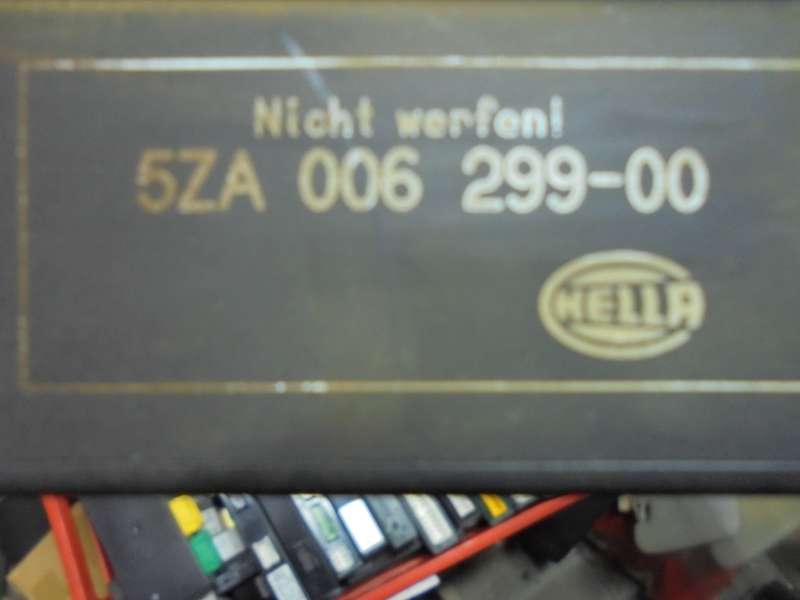 Nicht werfen!
5ZA 006 299-00
HELLA